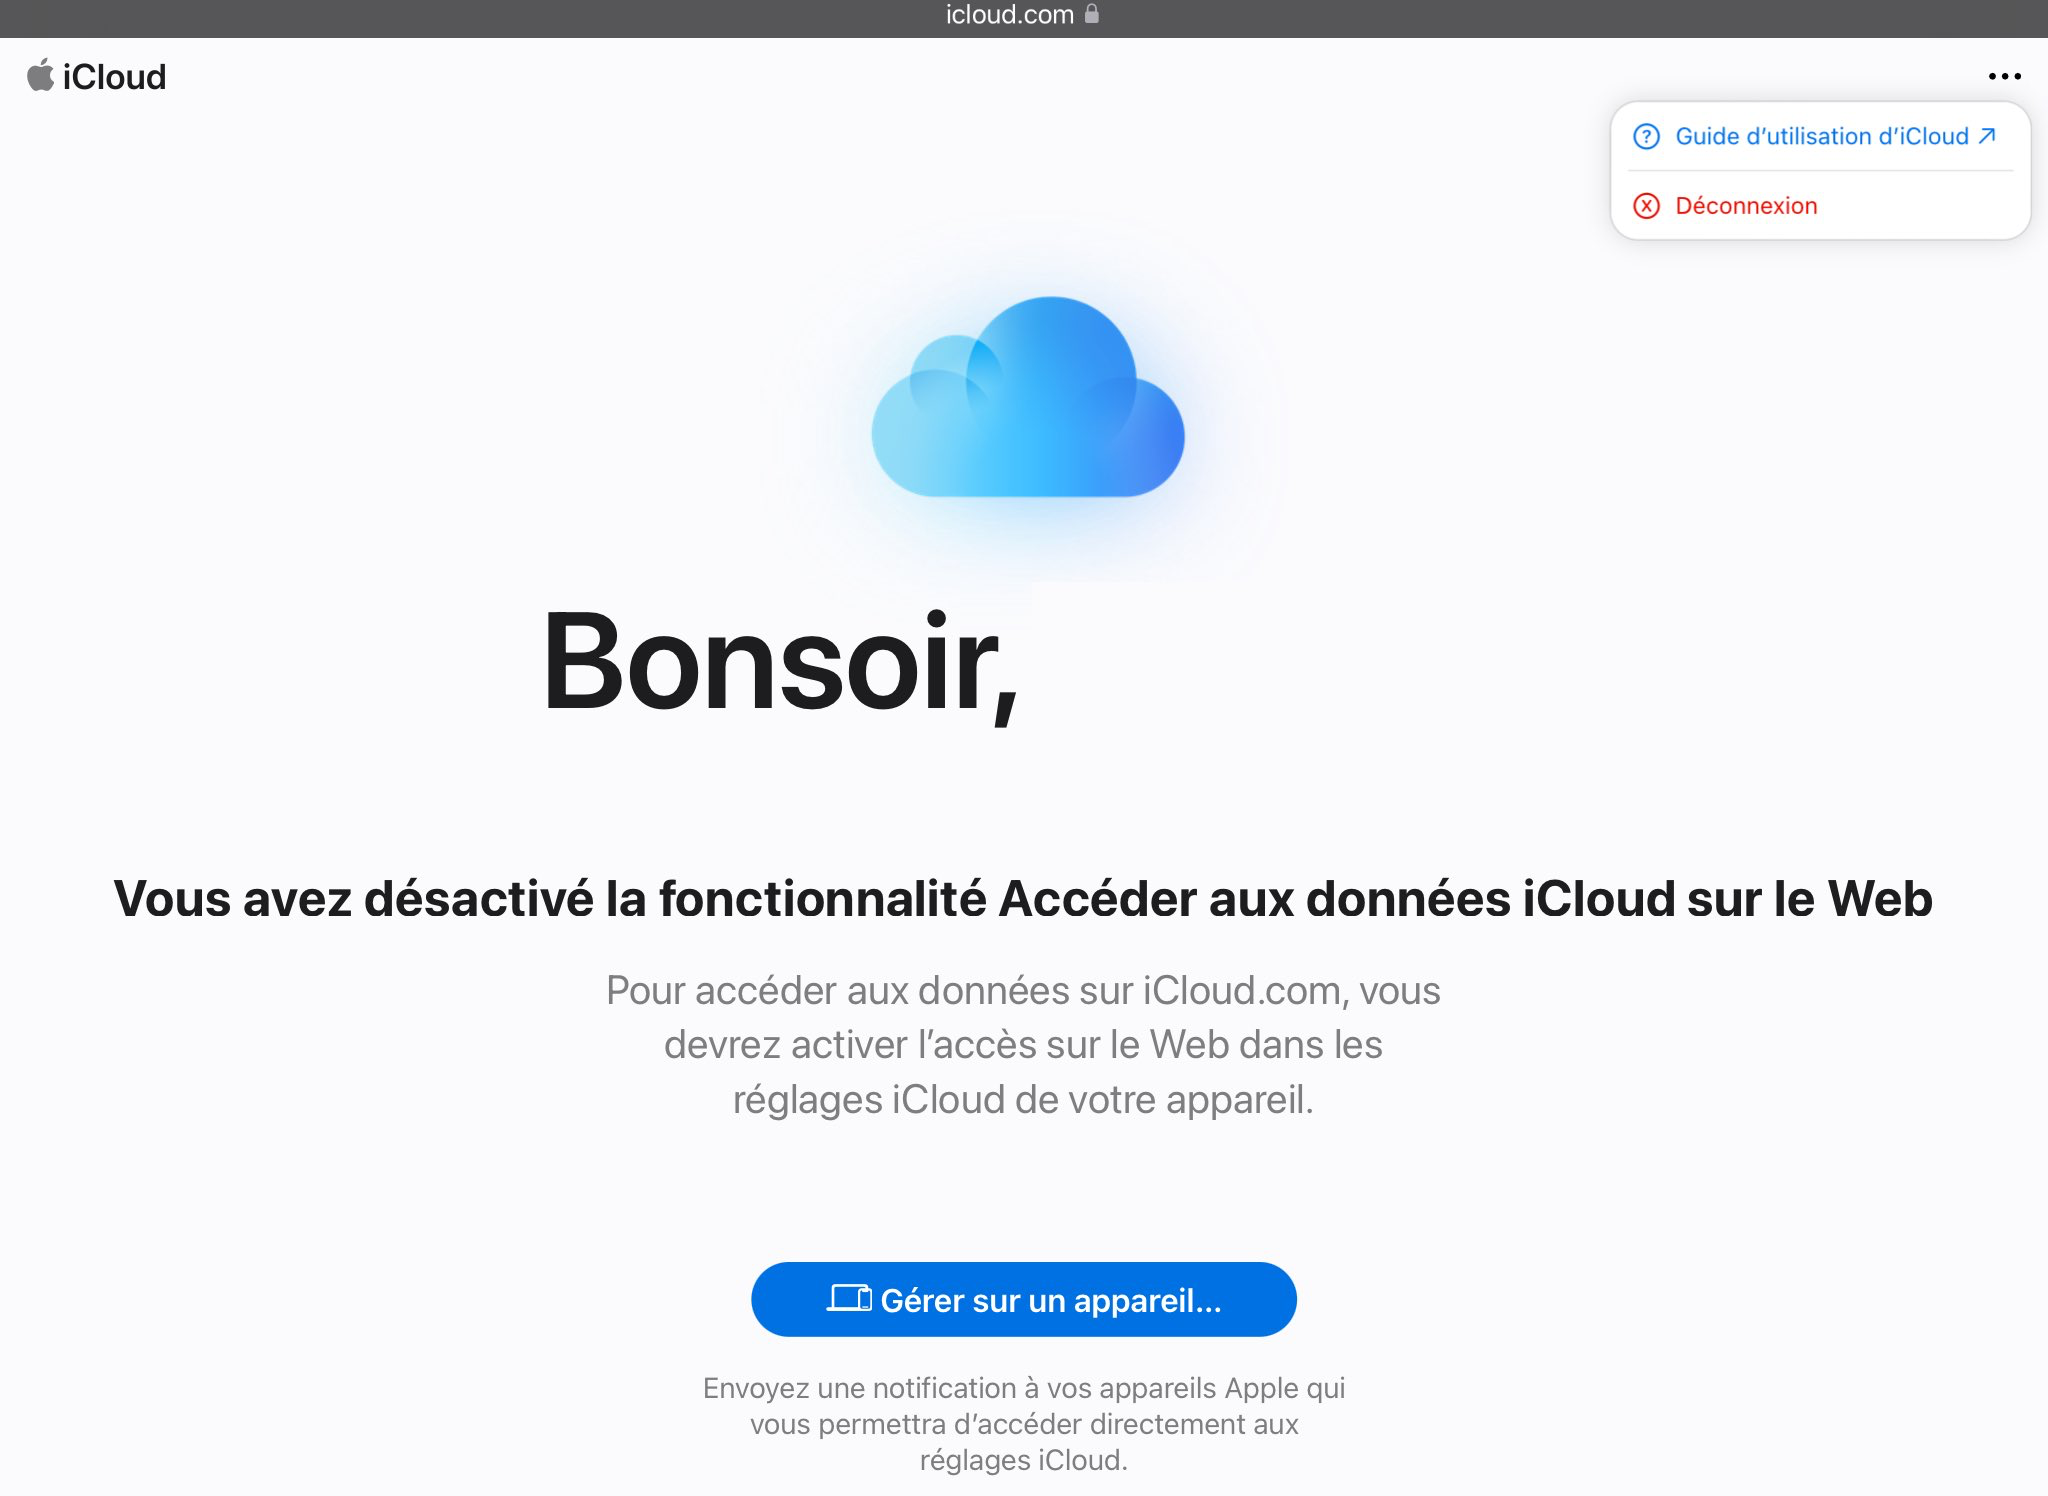 icloud.com
iCloud
Guide d’utilisation d’iCloud ↗
Déconnexion
Bonsoir,
Vous avez désactivé la fonctionnalité Accéder aux données iCloud sur le Web
Pour accéder aux données sur iCloud.com, vous
devrez activer l’accès sur le Web dans les
réglages iCloud de votre appareil.
Gérer sur un appareil...
Envoyez une notification à vos appareils Apple qui
vous permettra d’accéder directement aux
réglages iCloud.